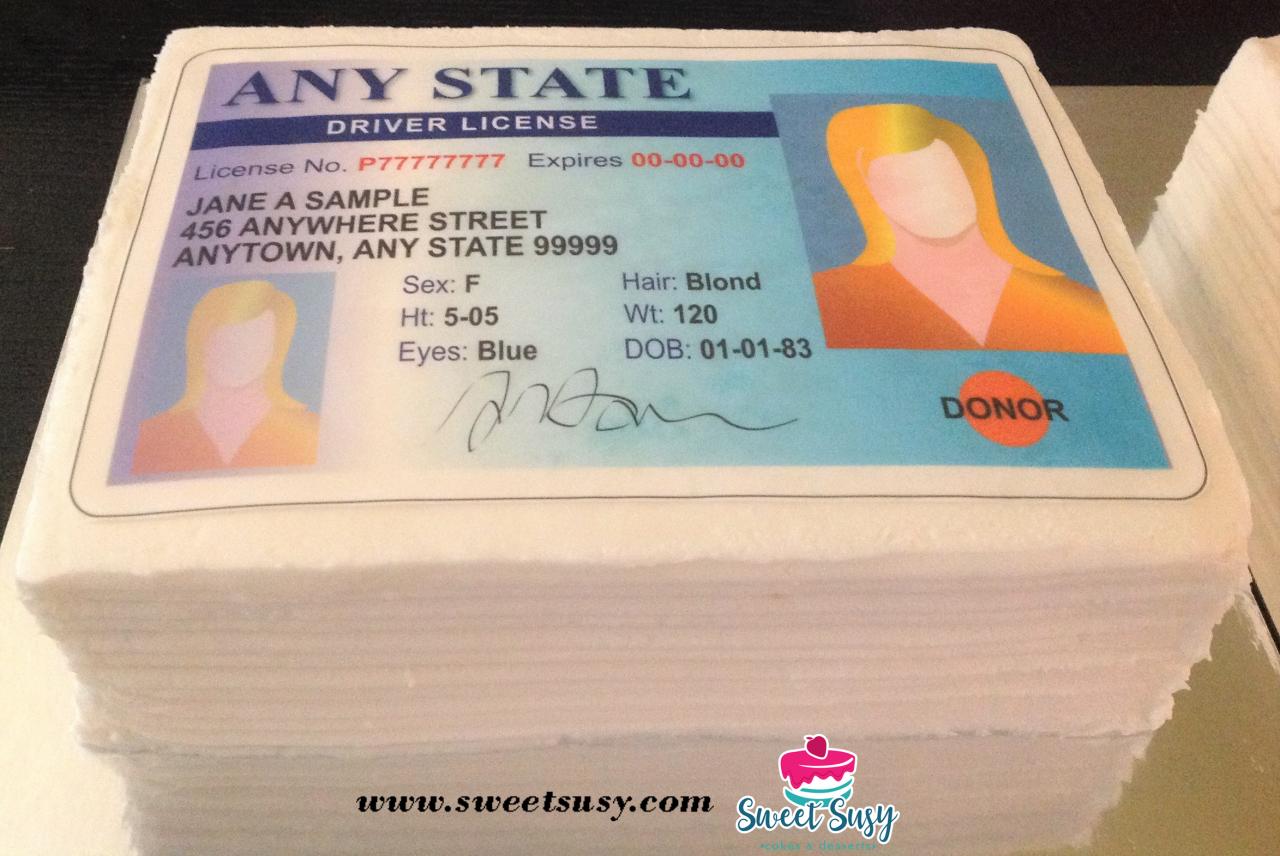 ANY STATE
DRIVER LICENSE
License No. P77777777 Expires 00-00-00
JANE A SAMPLE
456 ANYWHERE STREET
ANYTOWN, ANY STATE 99999
Sex: F Hair: Blond
Ht: 5-05 Wt: 120
Eyes: Blue DOB: 01-01-83
DONOR
www.sweetsusy.com
Sweet Susy
•cakes & desserts•